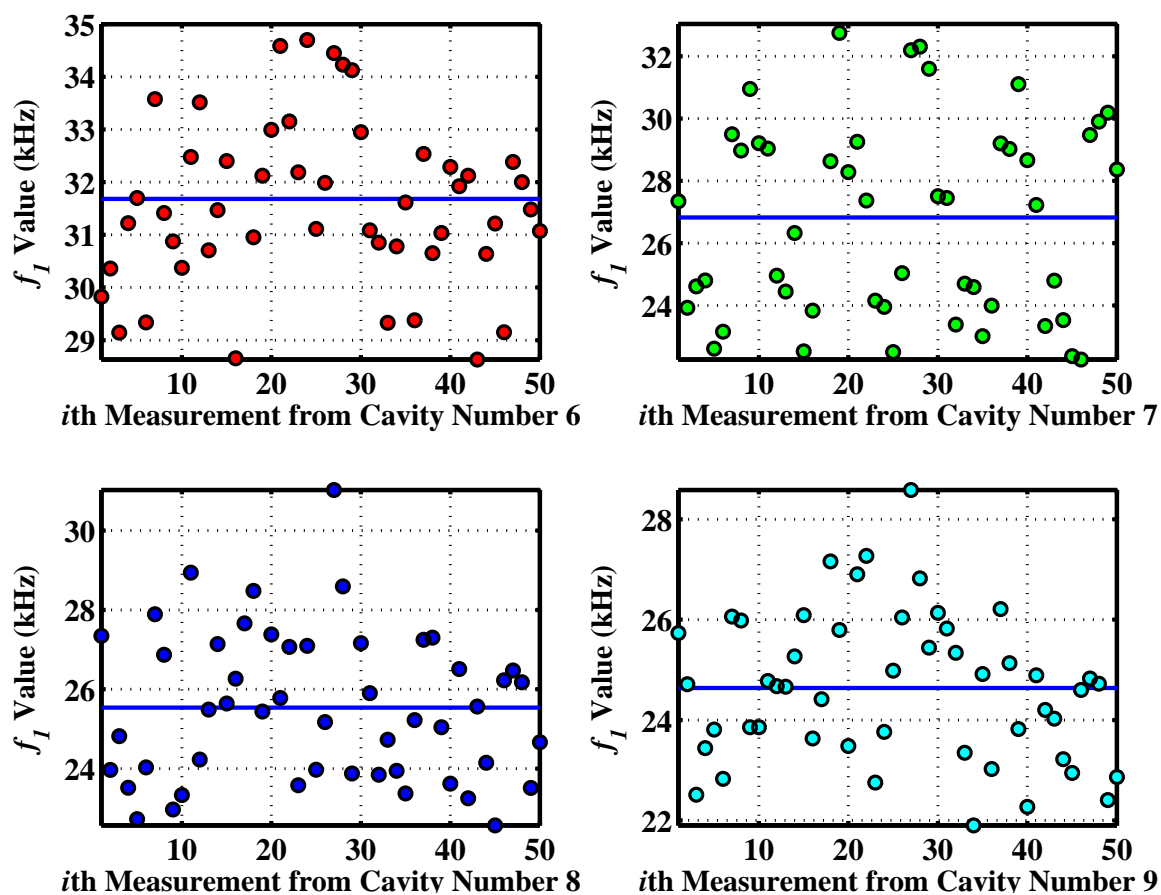 35
34
33
32
31
30
29
10 20 30 40 50
f1 Value (kHz)
ith Measurement from Cavity Number 6
32
30
28
26
24
10 20 30 40 50
f1 Value (kHz)
ith Measurement from Cavity Number 7
30
28
26
24
10 20 30 40 50
f1 Value (kHz)
ith Measurement from Cavity Number 8
28
26
24
22
10 20 30 40 50
f1 Value (kHz)
ith Measurement from Cavity Number 9